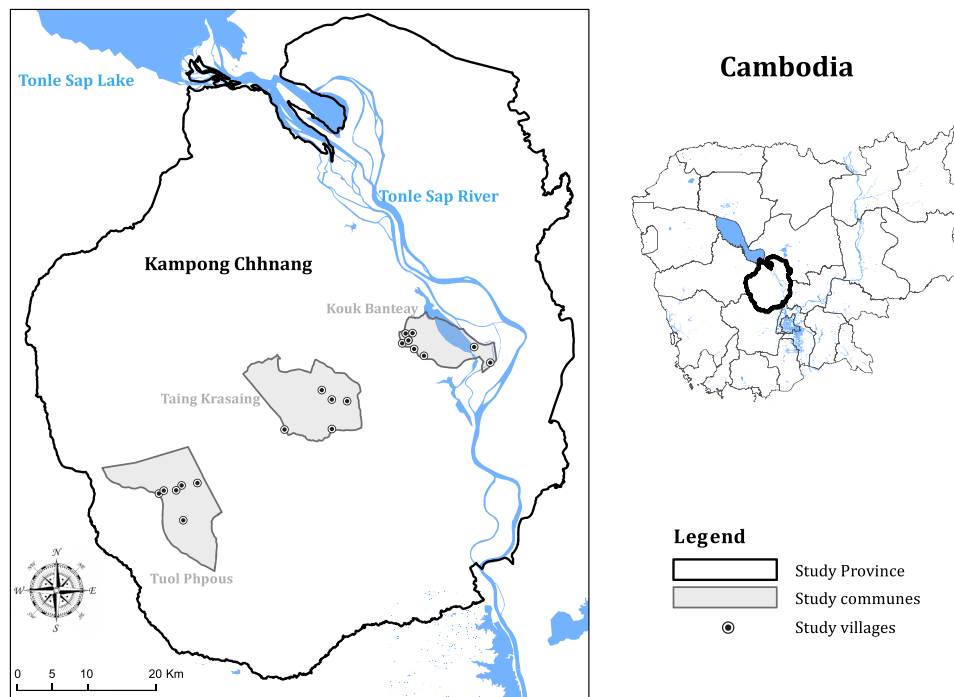 Cambodia
Tonle Sap Lake
Tonle Sap River
Kampong Chhnang
Kouk Banteay
Taing Krasaing
Tuol Phpous
N
W
E
S
0 5 10 20 Km
Legend
Study Province
Study communes
Study villages